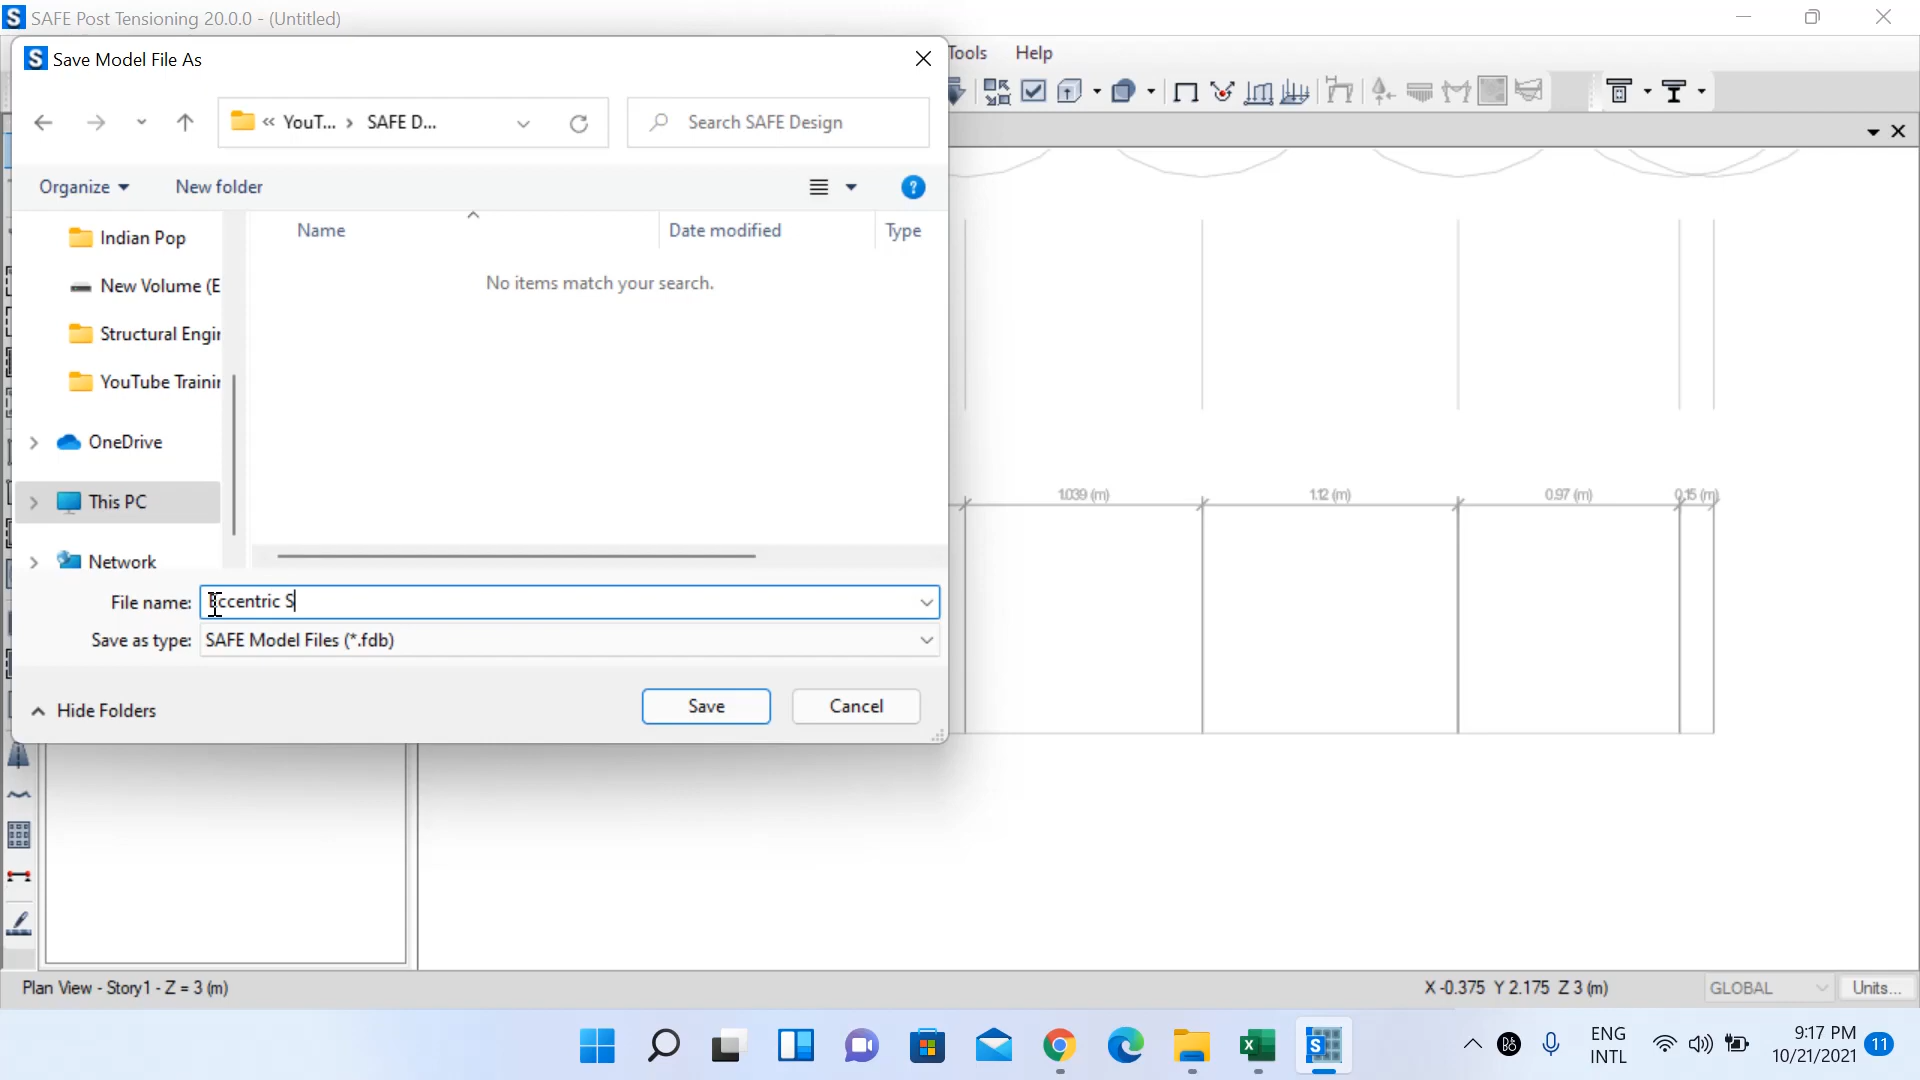 SAFE Post Tensioning 20.0.0 - (Untitled)
Save Model File As
Tools Help
« YouT... › SAFE D...
Search SAFE Design
Organize
New folder
Name
Date modified
Type
No items match your search.
Indian Pop
New Volume (E
Structural Engir
YouTube Trainir
OneDrive
This PC
Network
File name: Eccentric S
Save as type: SAFE Model Files (*.fdb)
Hide Folders
Save
Cancel
1.039 (m)
1.12 (m)
0.97 (m)
0.15 (m)
Plan View - Story1 - Z = 3 (m)
X -0.375 Y 2.175 Z 3 (m)
GLOBAL
Units...
ENG
INTL
9:17 PM
10/21/2021
11